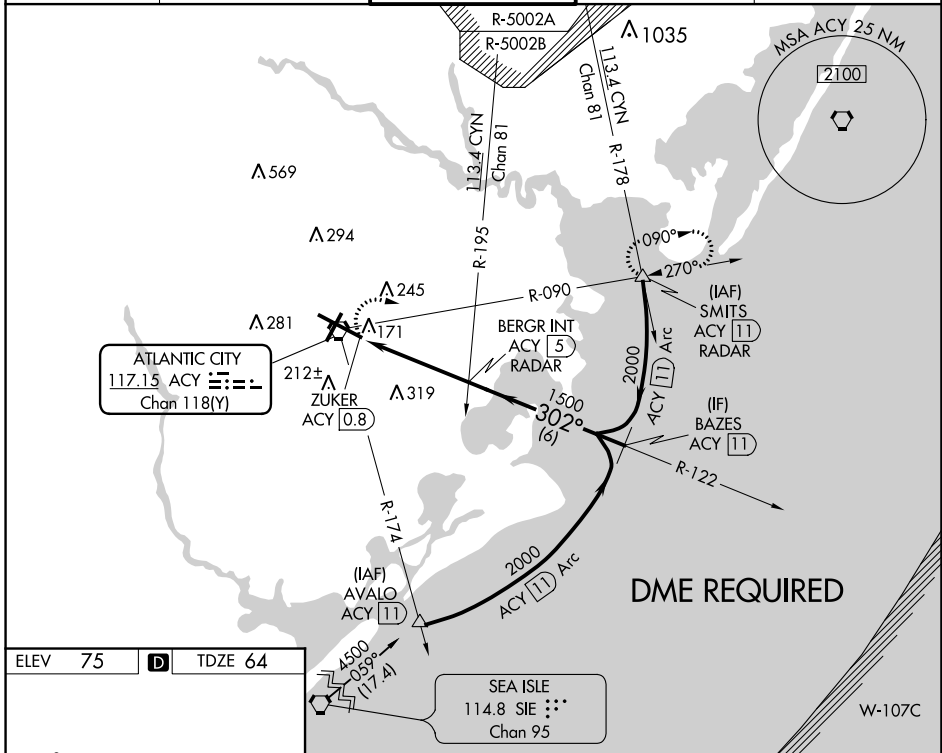 R-5002A
R-5002B
1035
MSA ACY 25 NM
2100
113.4 CYN
Chan 81
113.4 CYN
Chan 81
R-178
R-195
569
294
090°
270°
245
R-090
(IAF)
SMITS
ACY 11
RADAR
281
171
BERGR INT
ACY 5
RADAR
ATLANTIC CITY
117.15 ACY
Chan 118(Y)
212±
ZUKER
ACY 0.8
319
2000
ACY 11 Arc
1500
302°
(6)
(IF)
BAZES
ACY 11
R-122
R-174
2000
ACY 11 Arc
(IAF)
AVALO
ACY 11
DME REQUIRED
4500
059°
(17.4)
ELEV 75 D TDZE 64
SEA ISLE
114.8 SIE
Chan 95
W-107C